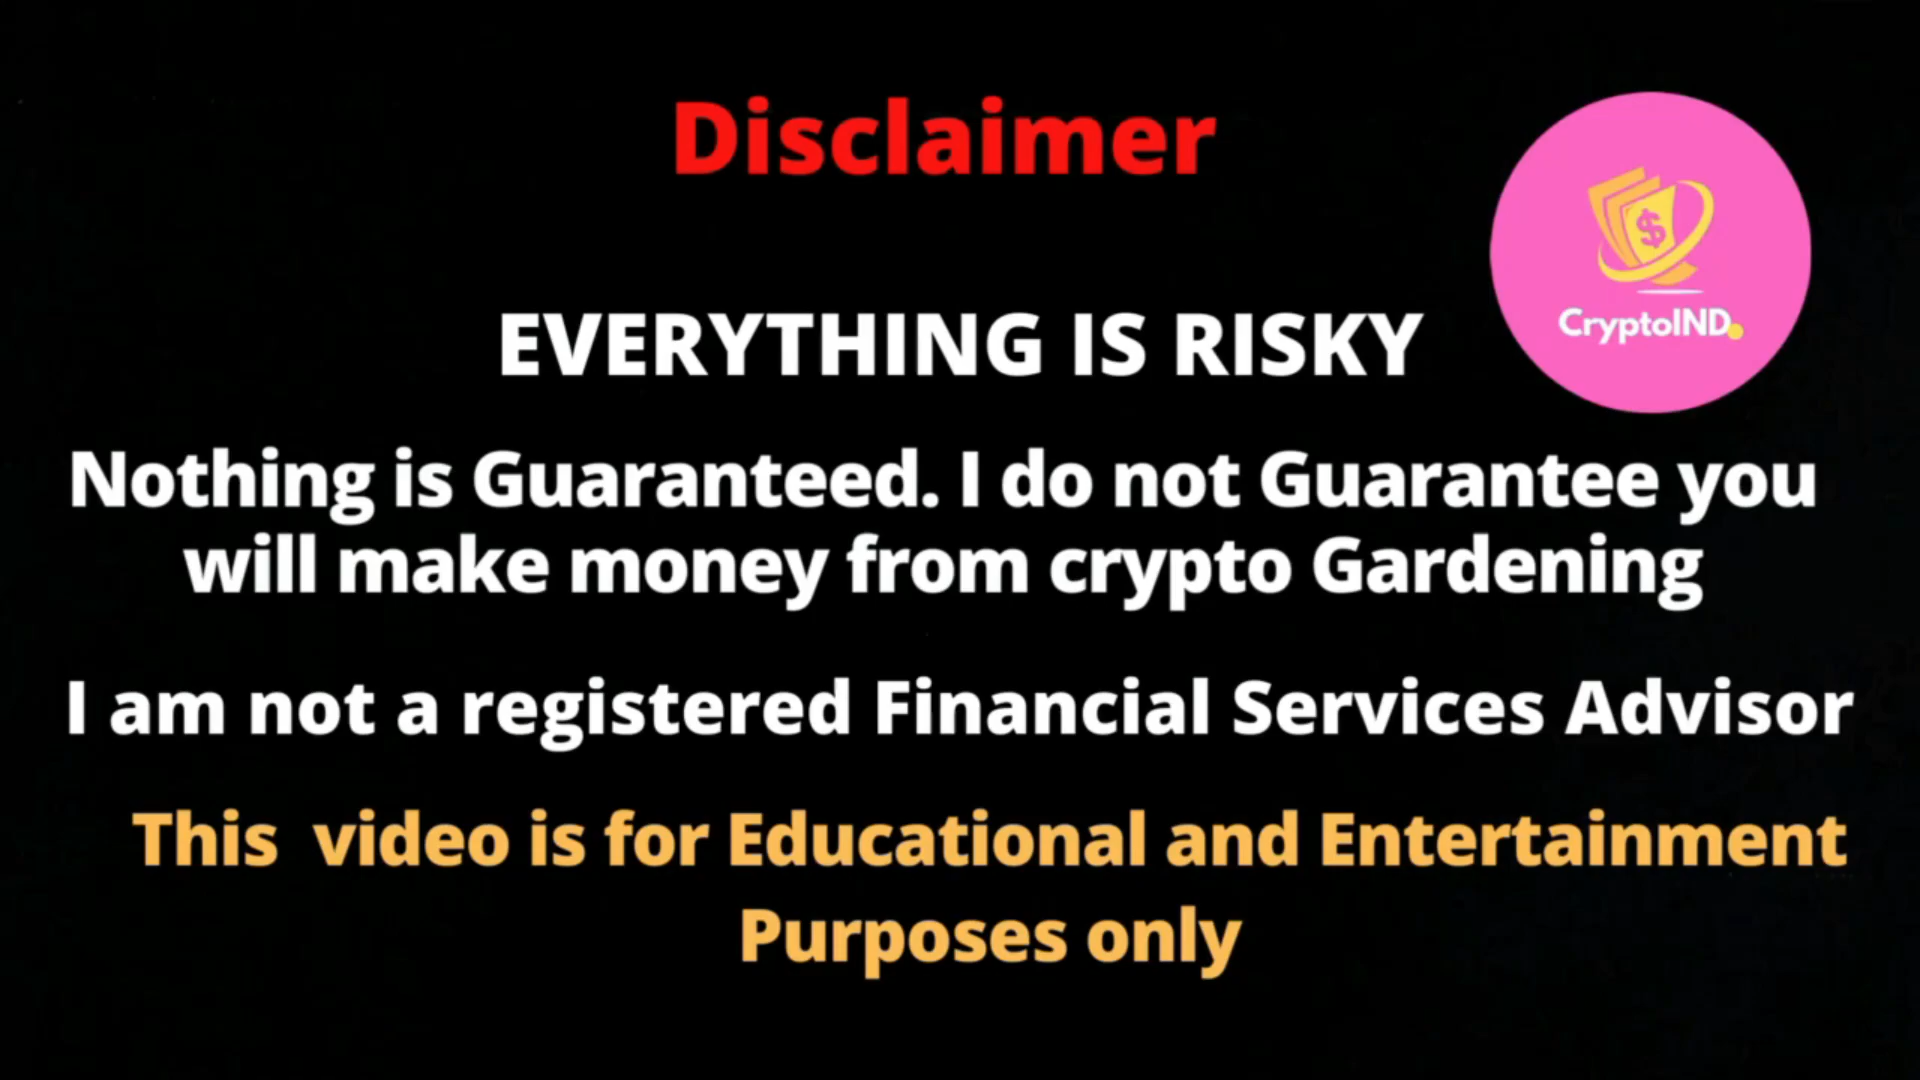 Disclaimer
$
CryptoIND.
EVERYTHING IS RISKY
Nothing is Guaranteed. I do not Guarantee you
will make money from crypto Gardening
I am not a registered Financial Services Advisor
This video is for Educational and Entertainment
Purposes only